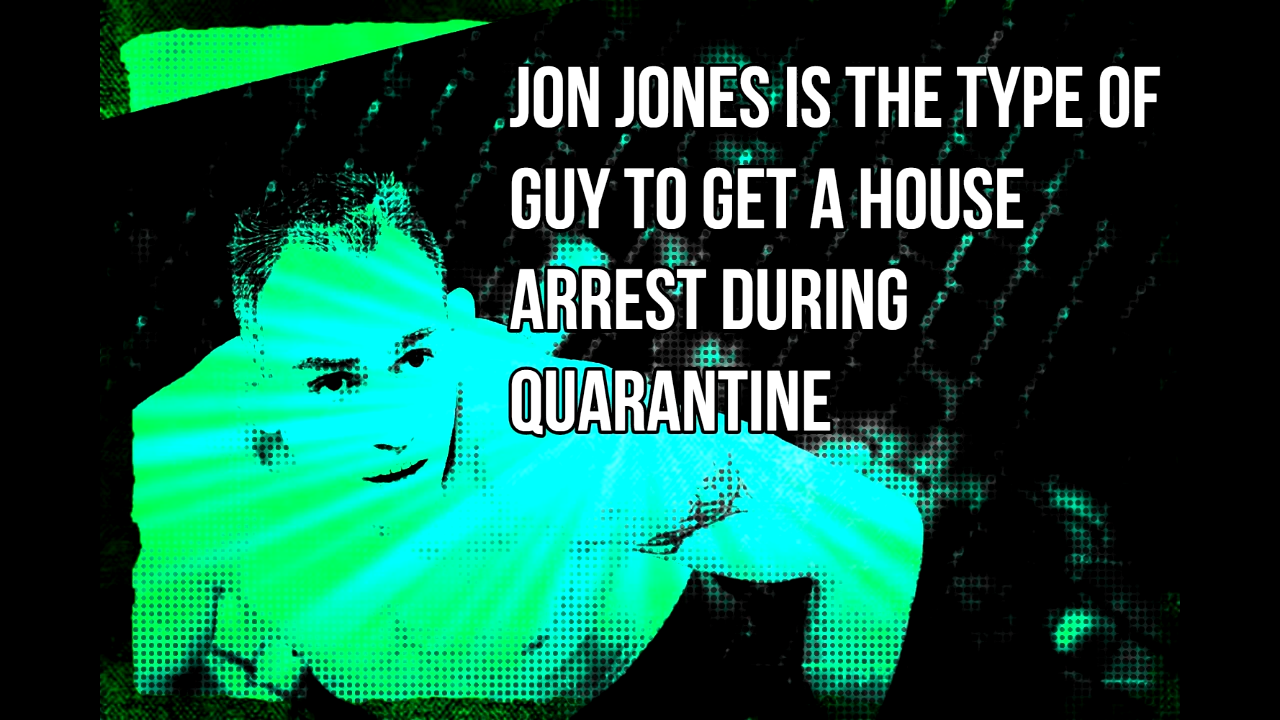 JON JONES IS THE TYPE OF
GUY TO GET A HOUSE
ARREST DURING
QUARANTINE